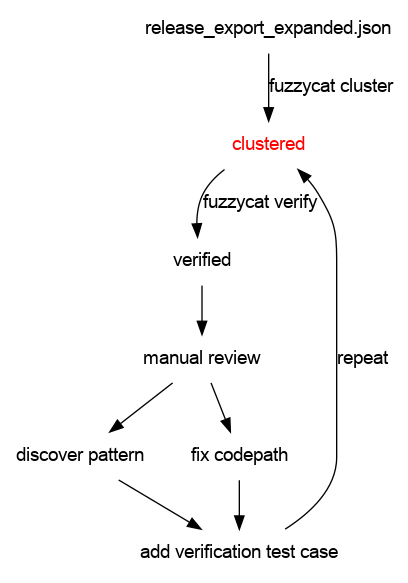 release_export_expanded.json
fuzzycat cluster
clustered
fuzzycat verify
verified
manual review
repeat
discover pattern
fix codepath
add verification test case